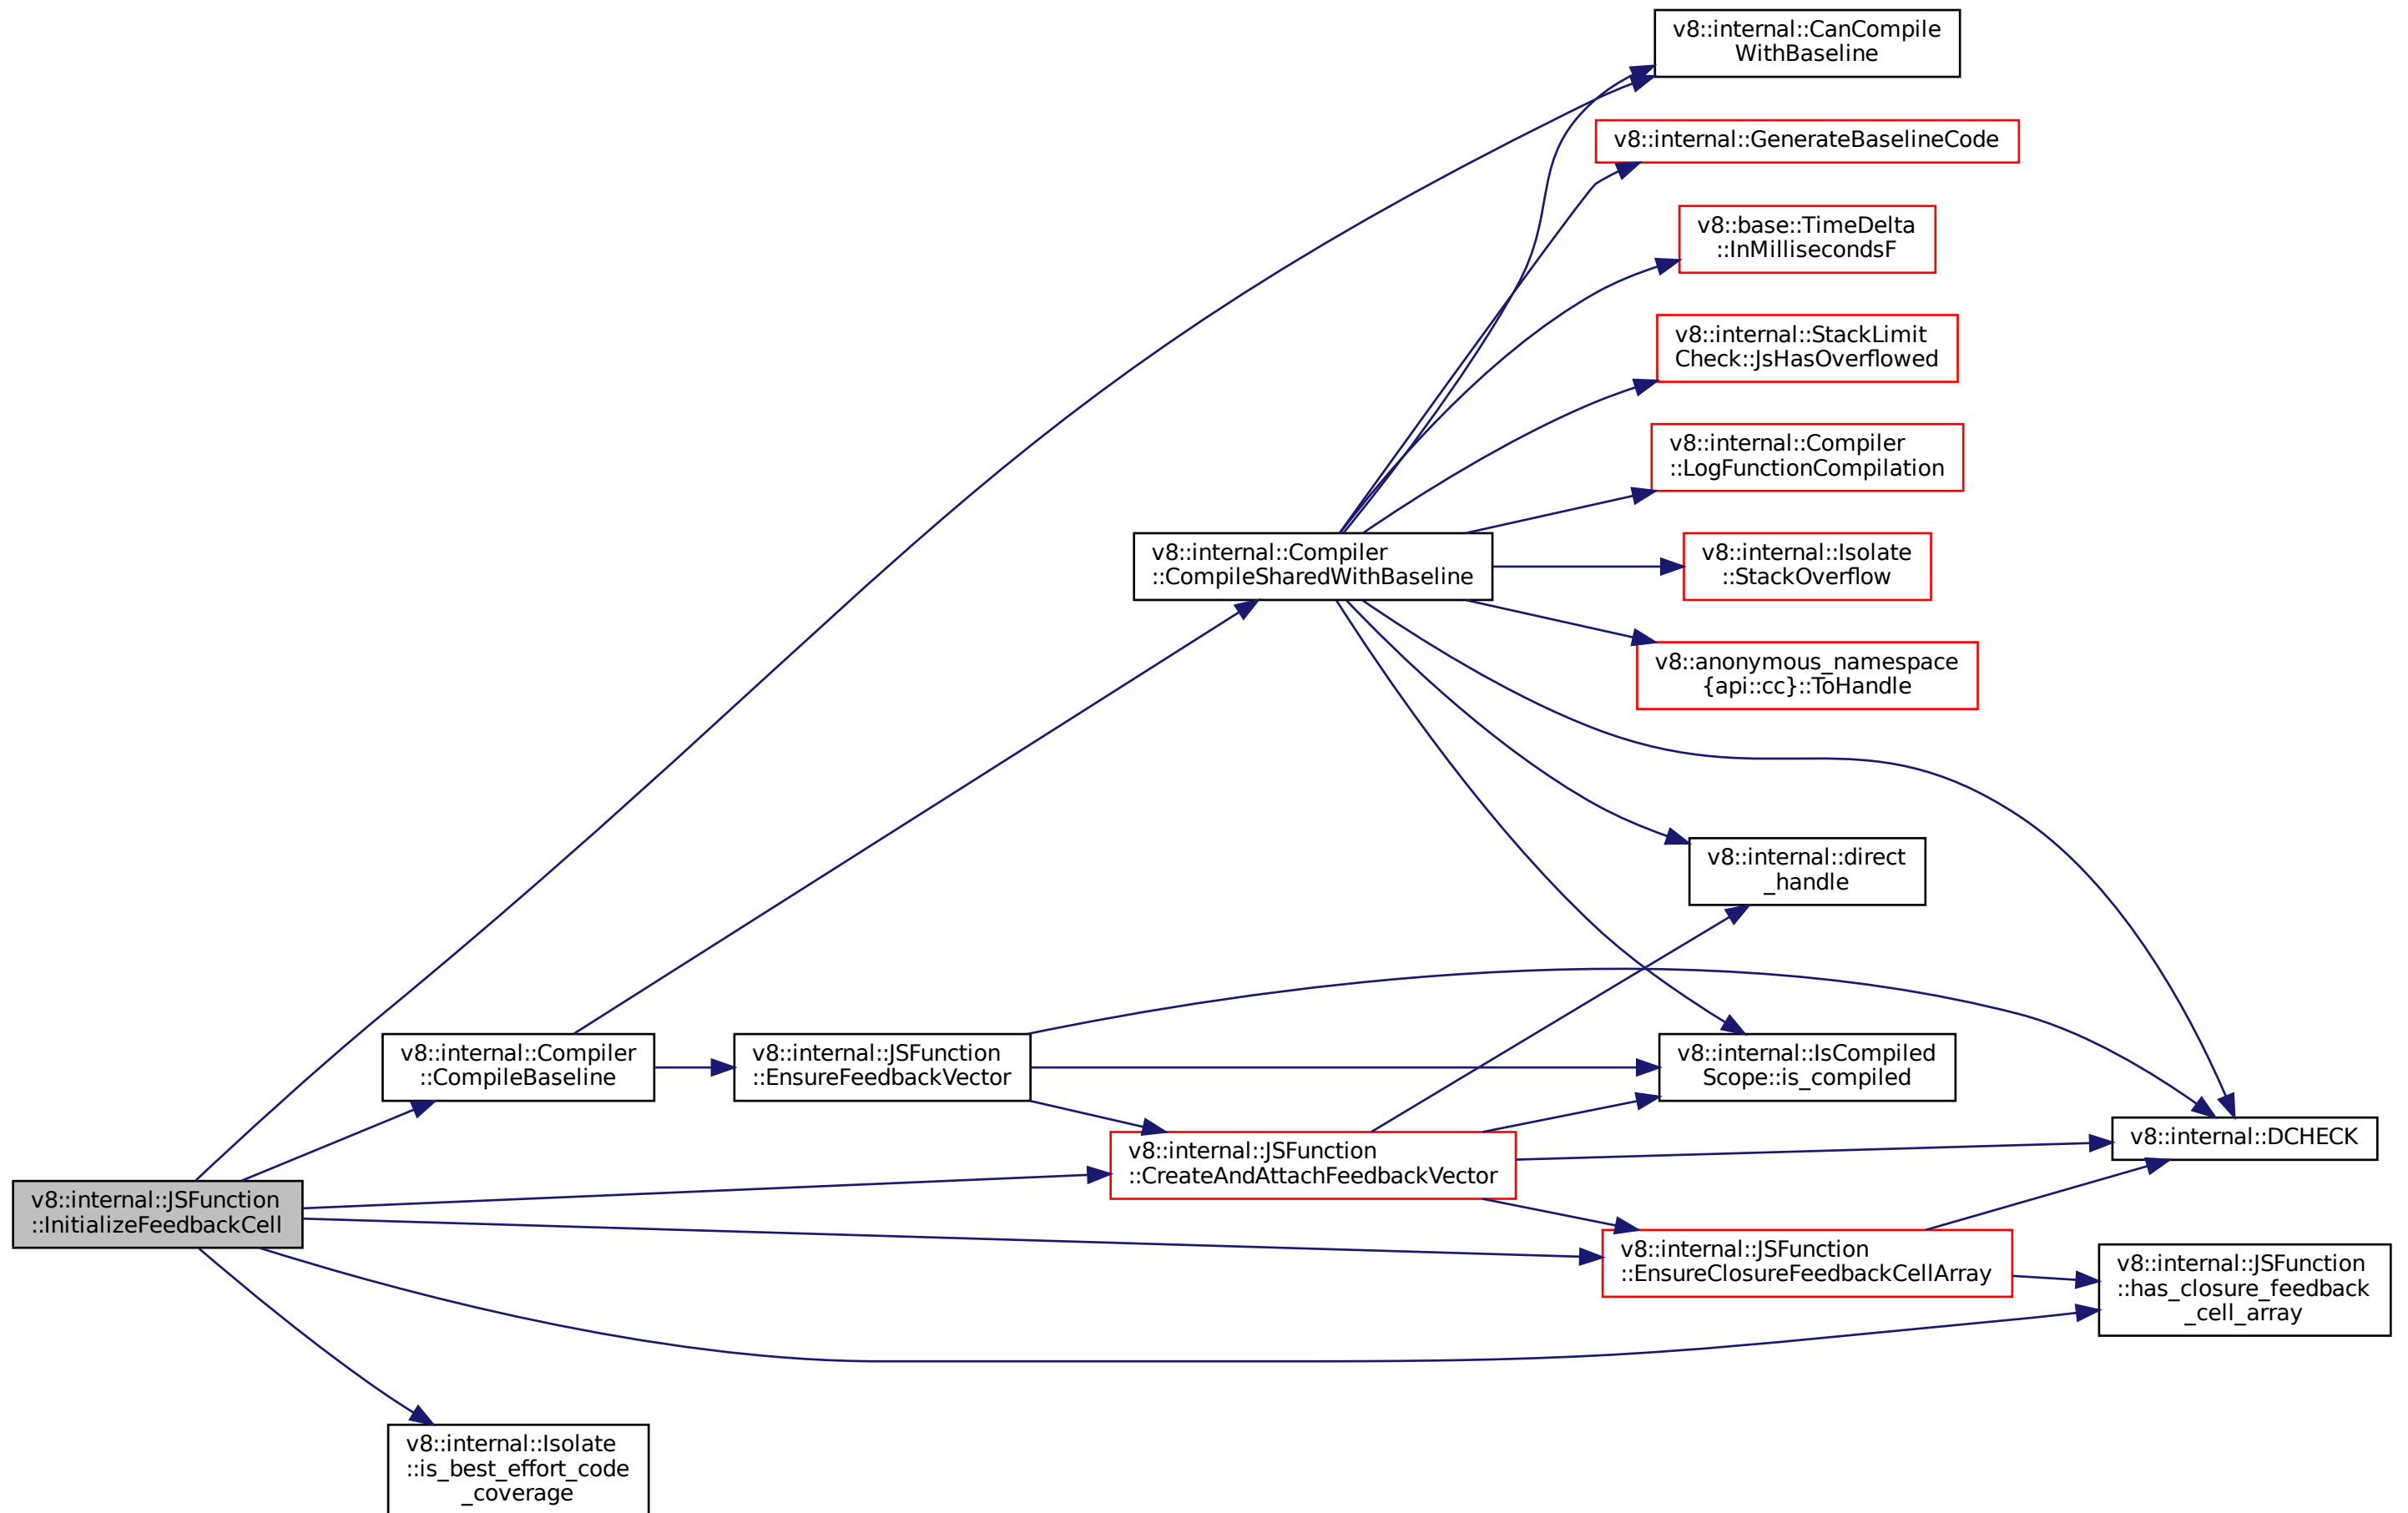 v8::internal::CanCompile
WithBaseline
v8::internal::GenerateBaselineCode
v8::base::TimeDelta
::InMillisecondsF
v8::internal::StackLimit
Check::JsHasOverflowed
v8::internal::Compiler
::LogFunctionCompilation
v8::internal::Compiler
::CompileSharedWithBaseline
v8::internal::Isolate
::StackOverflow
v8::anonymous_namespace
{api::cc}::ToHandle
v8::internal::direct
_handle
v8::internal::Compiler
::CompileBaseline
v8::internal::JSFunction
::EnsureFeedbackVector
v8::internal::IsCompiled
Scope::is_compiled
v8::internal::DCHECK
v8::internal::JSFunction
::CreateAndAttachFeedbackVector
v8::internal::JSFunction
::InitializeFeedbackCell
v8::internal::JSFunction
::EnsureClosureFeedbackCellArray
v8::internal::JSFunction
::has_closure_feedback
_cell_array
v8::internal::Isolate
::is_best_effort_code
_coverage